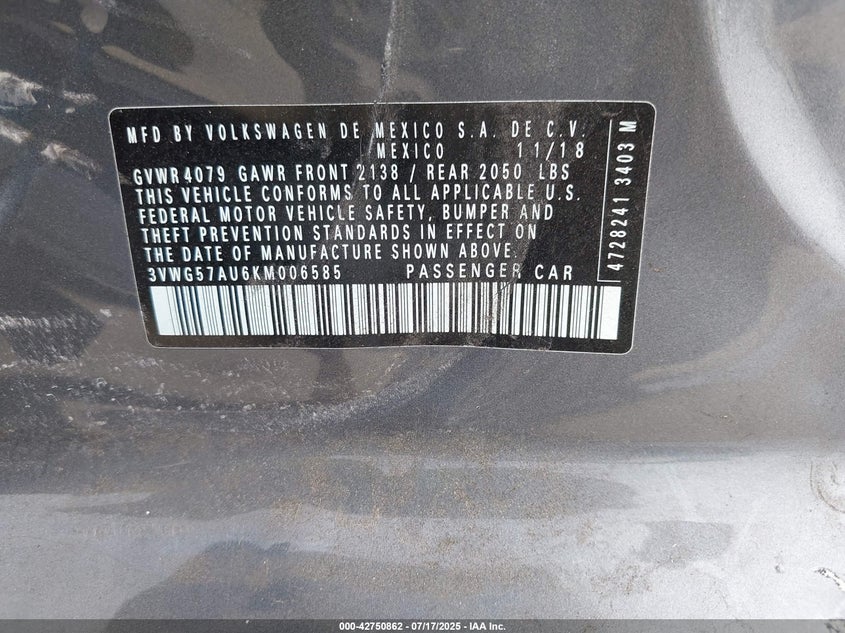 MFD BY VOLKSWAGEN DE MEXICO S.A. DE C.V.
MEXICO 11/18
GVWR 4079 GAWR FRONT 2138 / REAR 2050 LBS
THIS VEHICLE CONFORMS TO ALL APPLICABLE U.S.
FEDERAL MOTOR VEHICLE SAFETY, BUMPER AND
THEFT PREVENTION STANDARDS IN EFFECT ON
THE DATE OF MANUFACTURE SHOWN ABOVE.
3VWG57AU6KM006585 PASSENGER CAR
4728241 3403 M
000-42750862 - 07/17/2025 - IAA Inc.